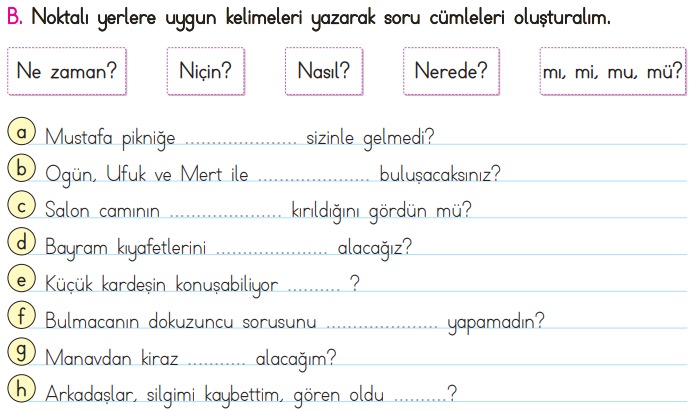 B. Noktalı yerlere uygun kelimeleri yazarak soru cümleleri oluşturalım.
Ne zaman? Niçin? Nasıl? Nerede? mı, mi, mu, mü?
a Mustafa pikniğe ..................... sizinle gelmedi?
b Ogün, Ufuk ve Mert ile ..................... buluşacaksınız?
c Salon camının ..................... kırıldığını gördün mü?
d Bayram kıyafetlerini ..................... alacağız?
e Küçük kardeşin konuşabiliyor .......... ?
f Bulmacanın dokuzuncu sorusunu ..................... yapamadın?
g Manavdan kiraz ........... alacağım?
h Arkadaşlar, silgimi kaybettim, gören oldu ..........?